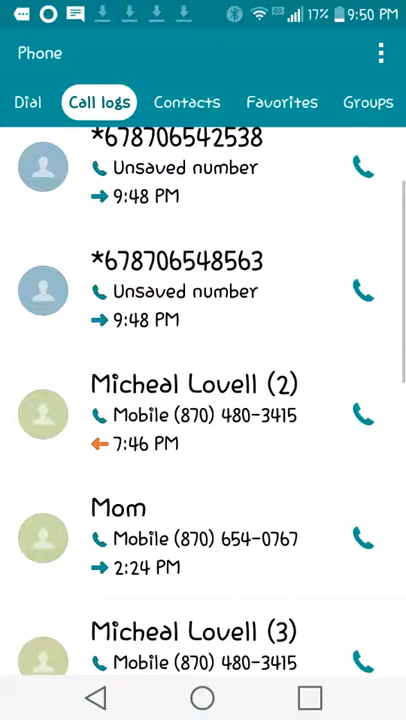 4G 17% 9:50 PM
Phone
Dial Call logs Contacts Favorites Groups
*678706542538
Unsaved number
9:48 PM
*678706548563
Unsaved number
9:48 PM
Micheal Lovell (2)
Mobile (870) 480-3415
7:46 PM
Mom
Mobile (870) 654-0767
2:24 PM
Micheal Lovell (3)
Mobile (870) 480-3415